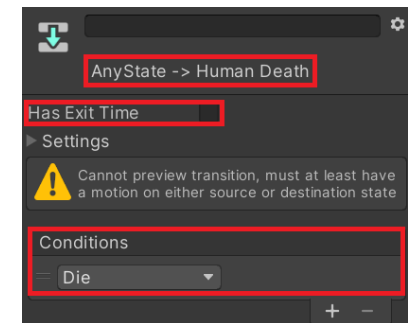 AnyState -> Human Death
Has Exit Time
Settings
Cannot preview transition, must at least have
a motion on either source or destination state
Conditions
Die
+ -